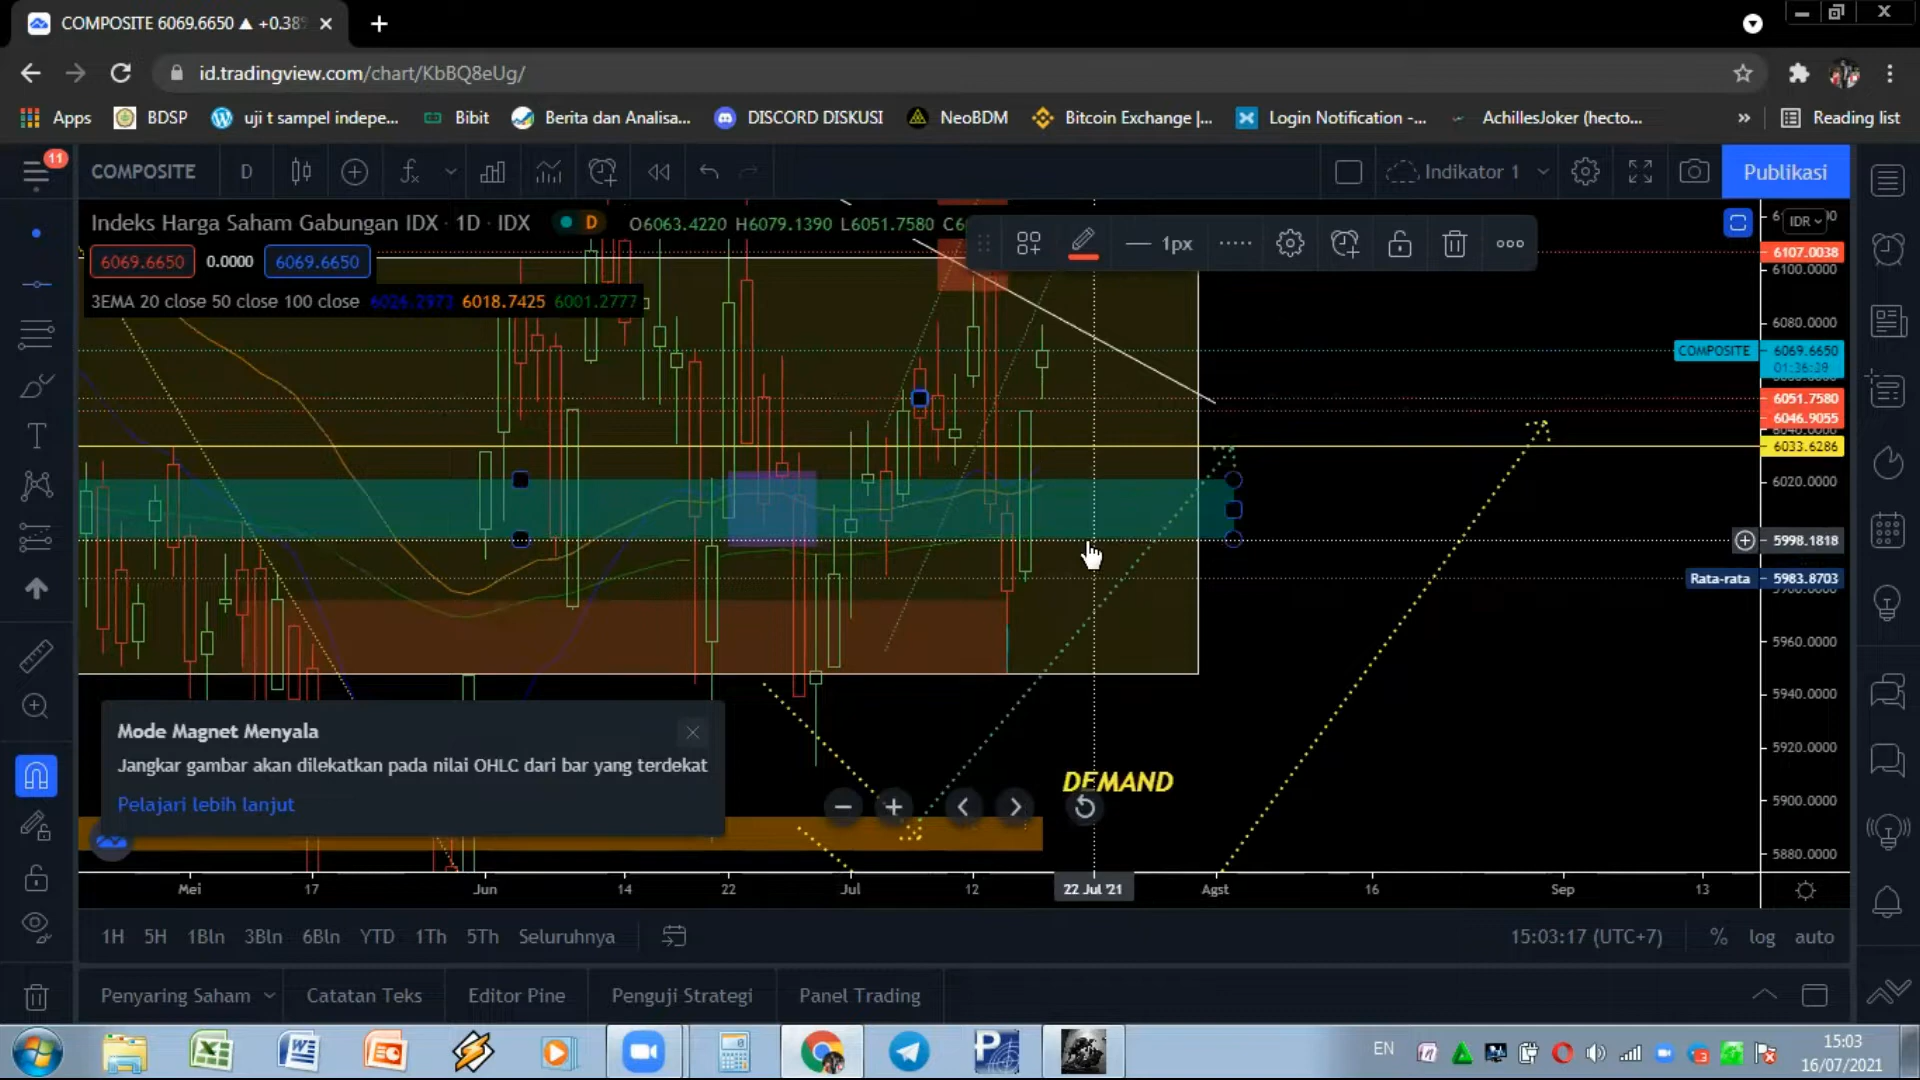 COMPOSITE 6069.6650 ▲ +0.38%
id.tradingview.com/chart/KbBQ8eUg/
Apps BDSP uji t sampel indepe... Bibit Berita dan Analisa... DISCORD DISKUSI NeoBDM Bitcoin Exchange |... Login Notification -... AchillesJoker (hecto... » Reading list
11
COMPOSITE D Indikator 1 Publikasi
Indeks Harga Saham Gabungan IDX · 1D · IDX D O6063.4220 H6079.1390 L6051.7580
1px
IDR
6069.6650 0.0000 6069.6650
6107.0038
6100.0000
3EMA 20 close 50 close 100 close 6026.2973 6018.7425 6001.2777
6080.0000
COMPOSITE 6069.6650
01:36:39
6051.7580
6046.9055
6033.6286
6020.0000
5998.1818
Rata-rata 5983.8703
5960.0000
5940.0000
Mode Magnet Menyala
Jangkar gambar akan dilekatkan pada nilai OHLC dari bar yang terdekat
Pelajari lebih lanjut
5920.0000
DEMAND
5900.0000
5880.0000
Mei 17 Jun 14 22 Jul 12 22 Jul '21 Agst 16 Sep 13
1H 5H 1Bln 3Bln 6Bln YTD 1Th 5Th Seluruhnya 15:03:17 (UTC+7) % log auto
Penyaring Saham Catatan Teks Editor Pine Penguji Strategi Panel Trading
EN
15:03
16/07/2021